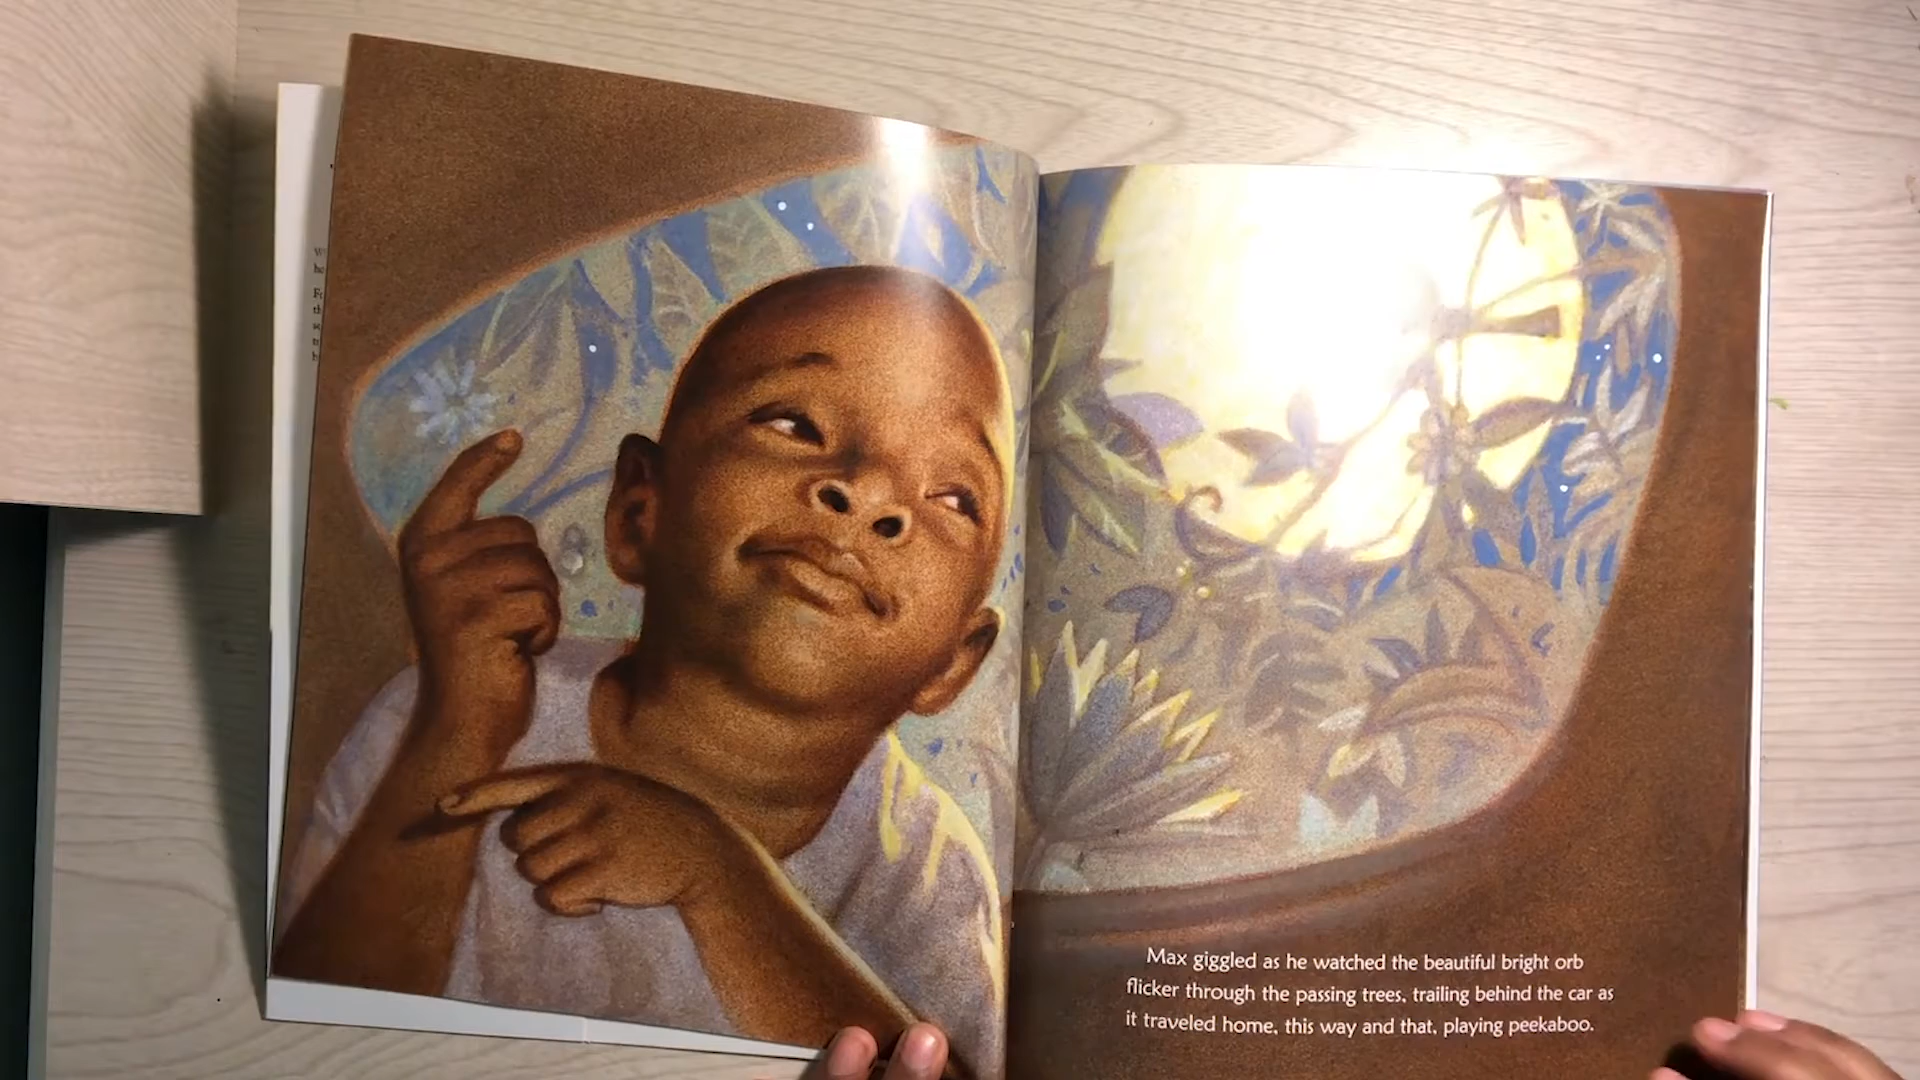 Max giggled as he watched the beautiful bright orb
flicker through the passing trees, trailing behind the car as
it traveled home, this way and that, playing peekaboo.